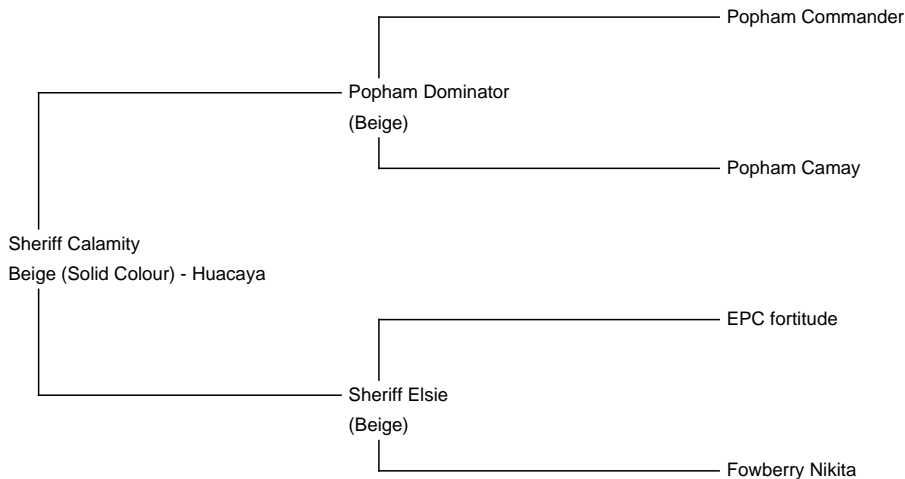 Popham Commander
Popham Dominator
(Beige)
Popham Camay
Sheriff Calamity
Beige (Solid Colour) - Huacaya
EPC fortitude
Sheriff Elsie
(Beige)
Fowberry Nikita